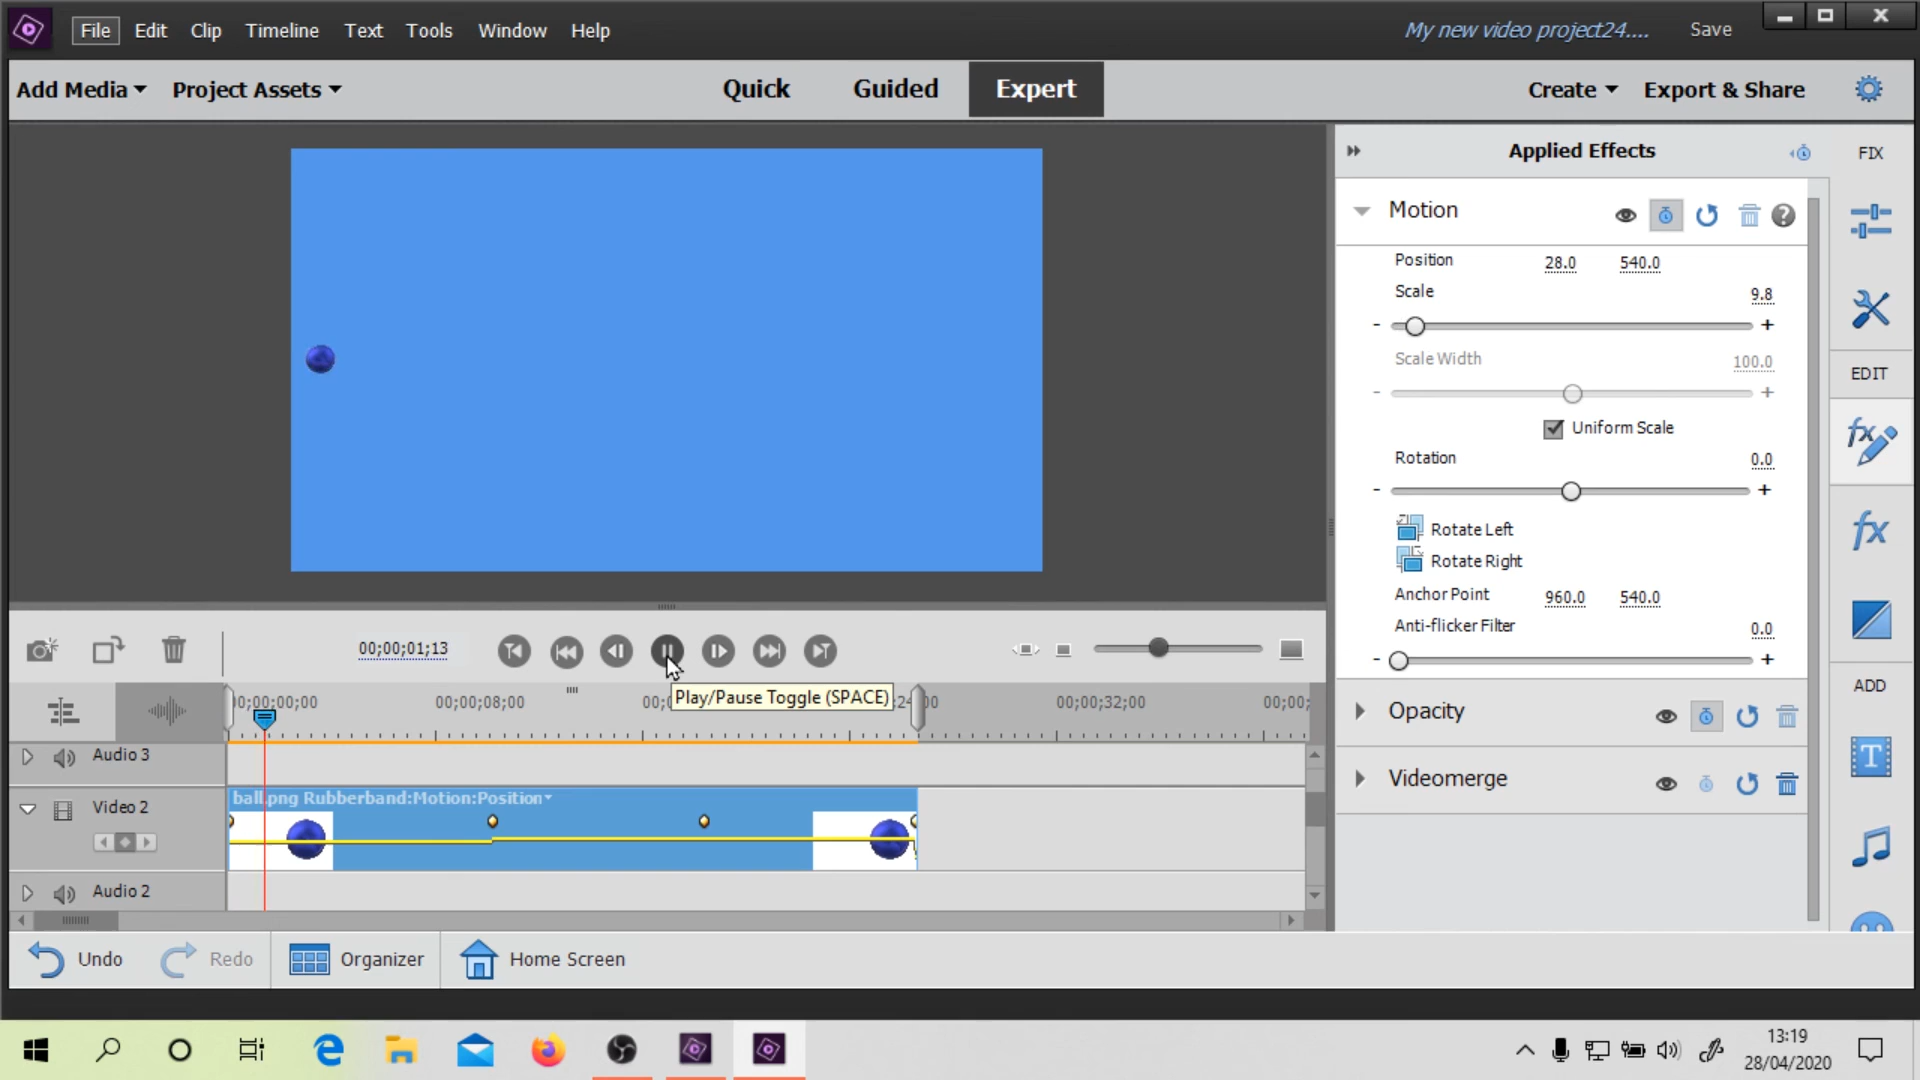 File Edit Clip Timeline Text Tools Window Help
My new video project24....
Save
Add Media
Project Assets
Quick Guided Expert
Create
Export & Share
Applied Effects
FIX
Motion
Position 28.0 540.0
Scale
9.8
- +
Scale Width
100.0
- +
EDIT
Uniform Scale
Rotation
0.0
- +
Rotate Left
Rotate Right
Anchor Point 960.0 540.0
Anti-flicker Filter
0.0
- +
ADD
Opacity
Videomerge
00;00;01;13
Play/Pause Toggle (SPACE)
00;00;08;00
00;00;32;00
Audio 3
Video 2
ball.png Rubberband:Motion:Position
Audio 2
Undo Redo Organizer Home Screen
13:19
28/04/2020